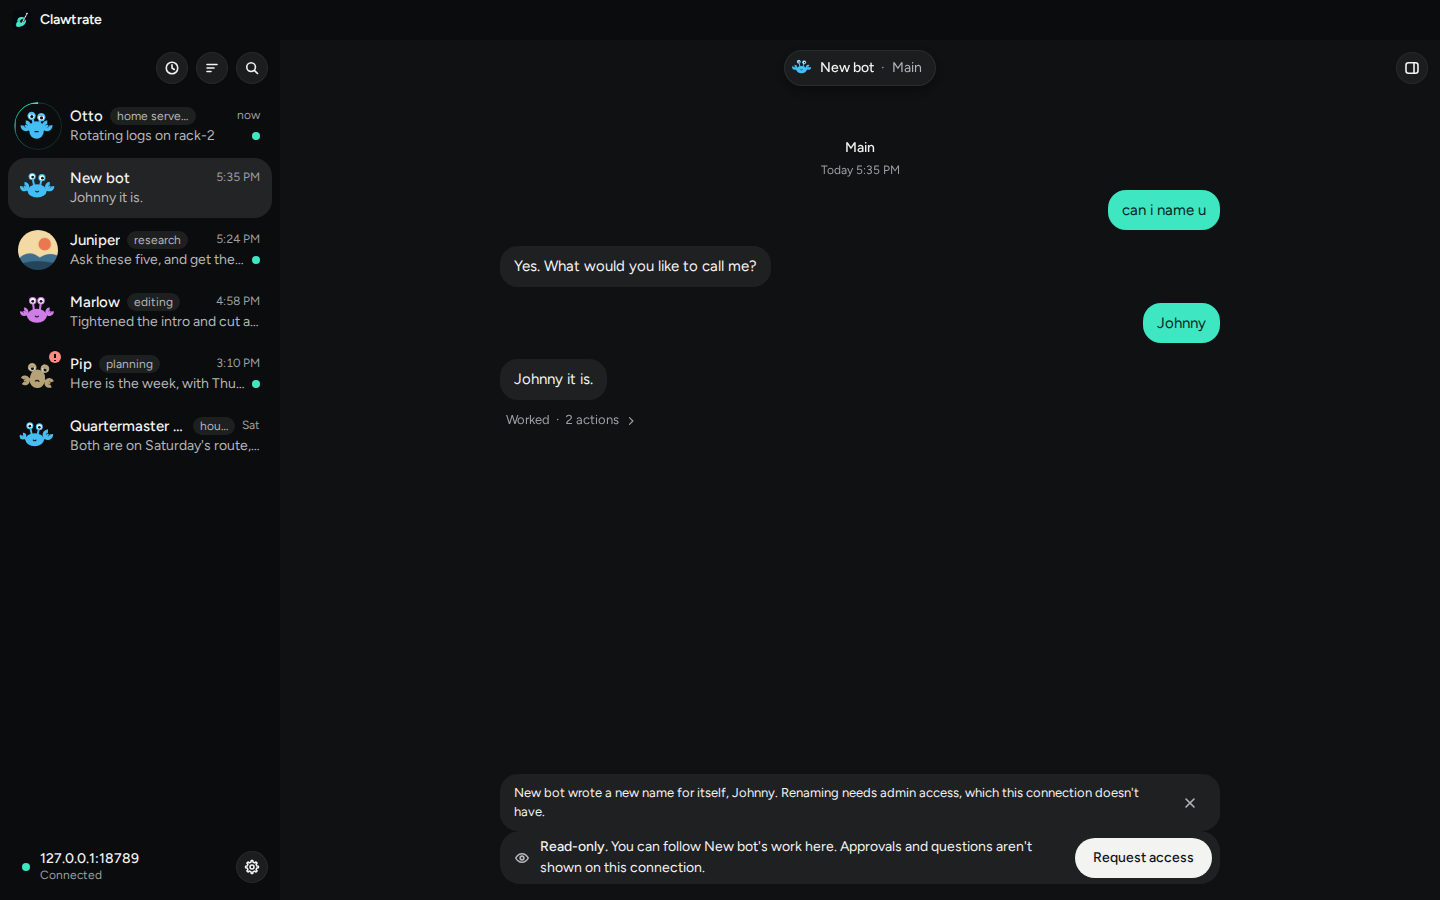 Clawtrate
Otto home serve... now
Rotating logs on rack-2
New bot 5:35 PM
Johnny it is.
Juniper research 5:24 PM
Ask these five, and get the...
Marlow editing 4:58 PM
Tightened the intro and cut a...
Pip planning 3:10 PM
Here is the week, with Thu...
Quartermaster ... hou... Sat
Both are on Saturday's route,...
127.0.0.1:18789
Connected
New bot · Main
Main
Today 5:35 PM
can i name u
Yes. What would you like to call me?
Johnny
Johnny it is.
Worked · 2 actions
New bot wrote a new name for itself, Johnny. Renaming needs admin access, which this connection doesn't
have.
Read-only. You can follow New bot's work here. Approvals and questions aren't
shown on this connection.
Request access